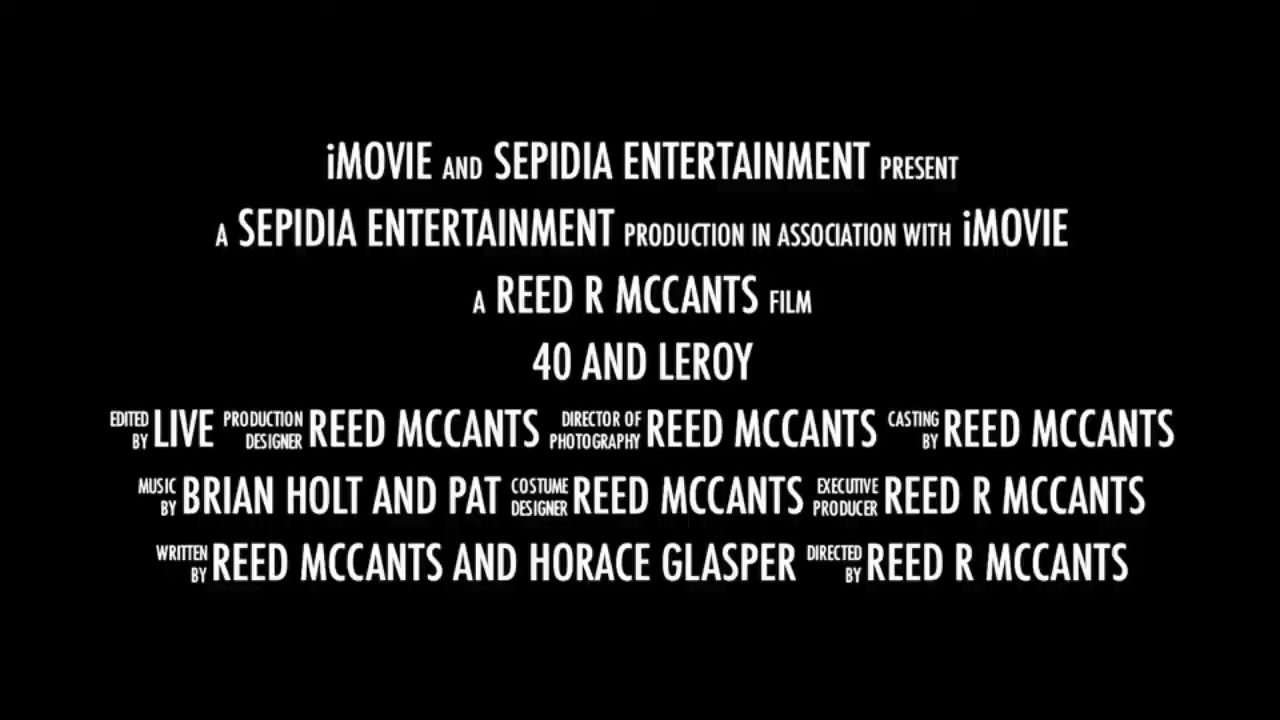 iMOVIE AND SEPIDIA ENTERTAINMENT PRESENT
A SEPIDIA ENTERTAINMENT PRODUCTION IN ASSOCIATION WITH iMOVIE
A REED R MCCANTS FILM
40 AND LEROY
EDITED BY LIVE PRODUCTION DESIGNER REED MCCANTS DIRECTOR OF PHOTOGRAPHY REED MCCANTS CASTING BY REED MCCANTS
MUSIC BY BRIAN HOLT AND PAT COSTUME DESIGNER REED MCCANTS EXECUTIVE PRODUCER REED R MCCANTS
WRITTEN BY REED MCCANTS AND HORACE GLASPER DIRECTED BY REED R MCCANTS